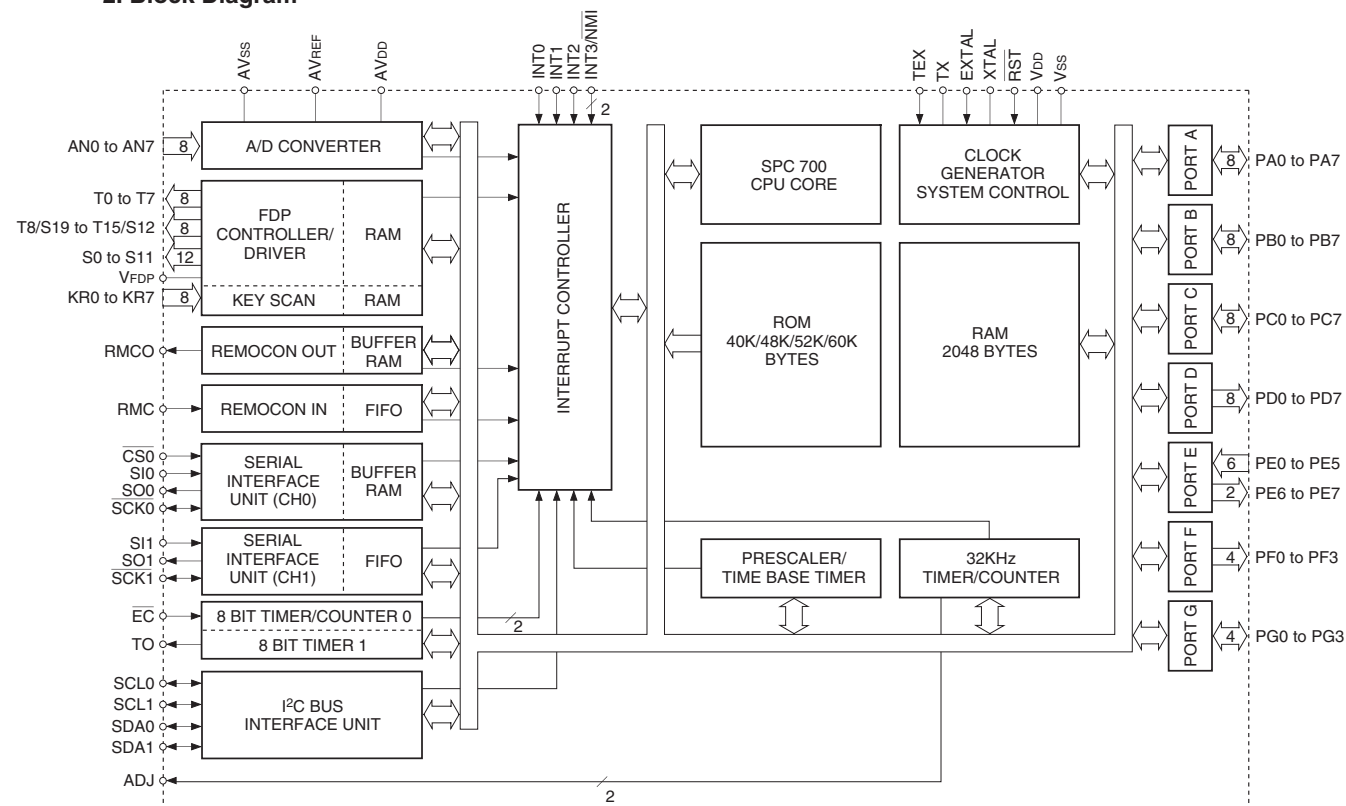 2. Block Diagram
AVSS
AVREF
AVDD
INT0
INT1
INT2
INT3/NMI
2
TEX
TX
EXTAL
XTAL
RST
VDD
VSS
AN0 to AN7
8
A/D CONVERTER
T0 to T7
8
T8/S19 to T15/S12
8
S0 to S11
12
VFDP
KR0 to KR7
8
FDP
CONTROLLER/
DRIVER
RAM
KEY SCAN
RAM
RMCO
REMOCON OUT
BUFFER
RAM
RMC
REMOCON IN
FIFO
CS0
SI0
SO0
SCK0
SERIAL
INTERFACE
UNIT (CH0)
BUFFER
RAM
SI1
SO1
SCK1
SERIAL
INTERFACE
UNIT (CH1)
FIFO
EC
8 BIT TIMER/COUNTER 0
2
TO
8 BIT TIMER 1
SCL0
SCL1
SDA0
SDA1
I2C BUS
INTERFACE UNIT
ADJ
2
INTERRUPT CONTROLLER
SPC 700
CPU CORE
CLOCK
GENERATOR
SYSTEM CONTROL
ROM
40K/48K/52K/60K
BYTES
RAM
2048 BYTES
PRESCALER/
TIME BASE TIMER
32KHz
TIMER/COUNTER
PORT A
8
PA0 to PA7
PORT B
8
PB0 to PB7
PORT C
8
PC0 to PC7
PORT D
8
PD0 to PD7
PORT E
6
PE0 to PE5
2
PE6 to PE7
PORT F
4
PF0 to PF3
PORT G
4
PG0 to PG3